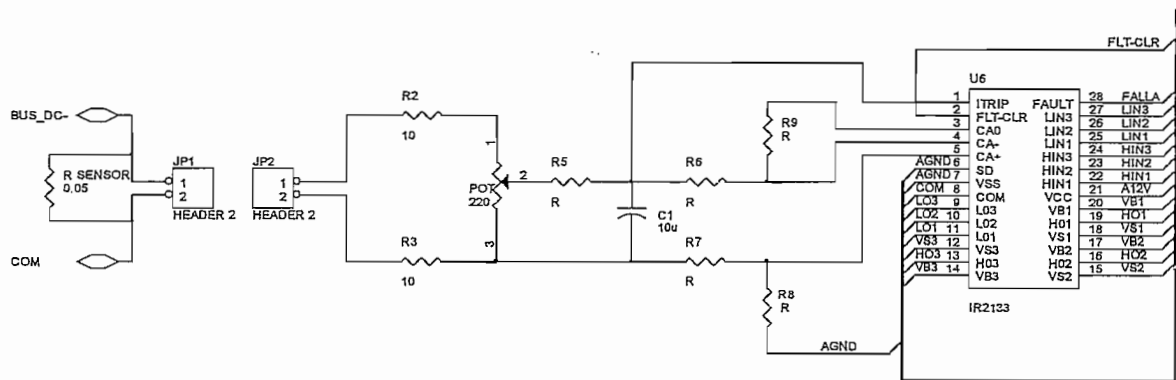 FLT-CLR
BUS_DC-
R SENSOR
0,05
COM
JP1
1
2
HEADER 2
JP2
1
2
HEADER 2
R2
10
R3
10
1
POT
220
2
3
R5
R
C1
10u
R6
R
R7
R
R9
R
R8
R
AGND
U6
1 ITRIP FAULT 28 FALLA
2 FLT-CLR LIN3 27 LIN3
3 CA0 LIN2 26 LIN2
4 CA- LIN1 25 LIN1
5 CA+ HIN3 24 HIN3
AGND 6 SD HIN2 23 HIN2
AGND 7 VSS HIN1 22 HIN1
COM 8 COM VCC 21 A12V
LO3 9 L03 VB1 20 VB1
LO2 10 L02 H01 19 HO1
LO1 11 L01 VS1 18 VS1
VS3 12 VS3 VB2 17 VB2
HO3 13 H03 H02 16 HO2
VB3 14 VB3 VS2 15 VS2
IR2133